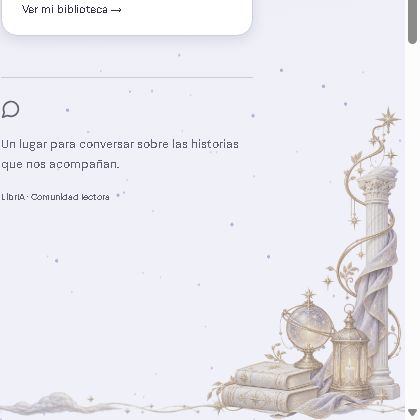 Ver mi biblioteca →
Un lugar para conversar sobre las historias
que nos acompañan.
LibrIA · Comunidad lectora